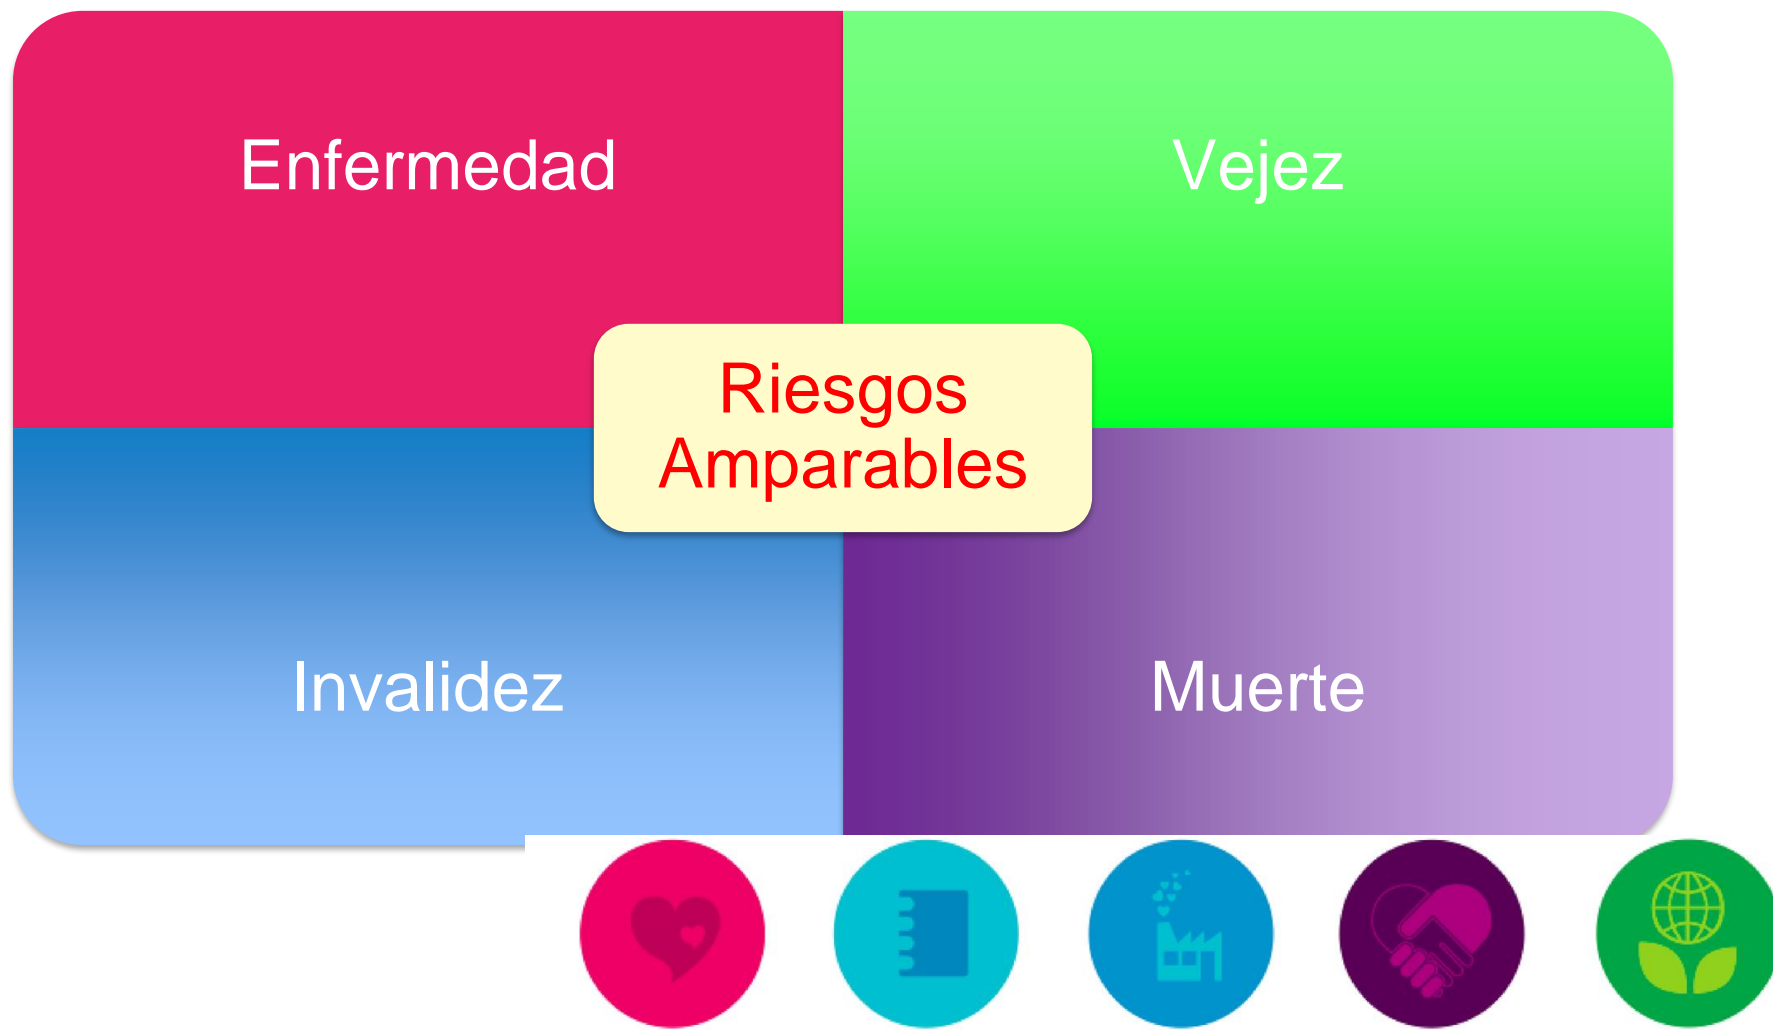 Enfermedad
Vejez
Riesgos
Amparables
Invalidez
Muerte